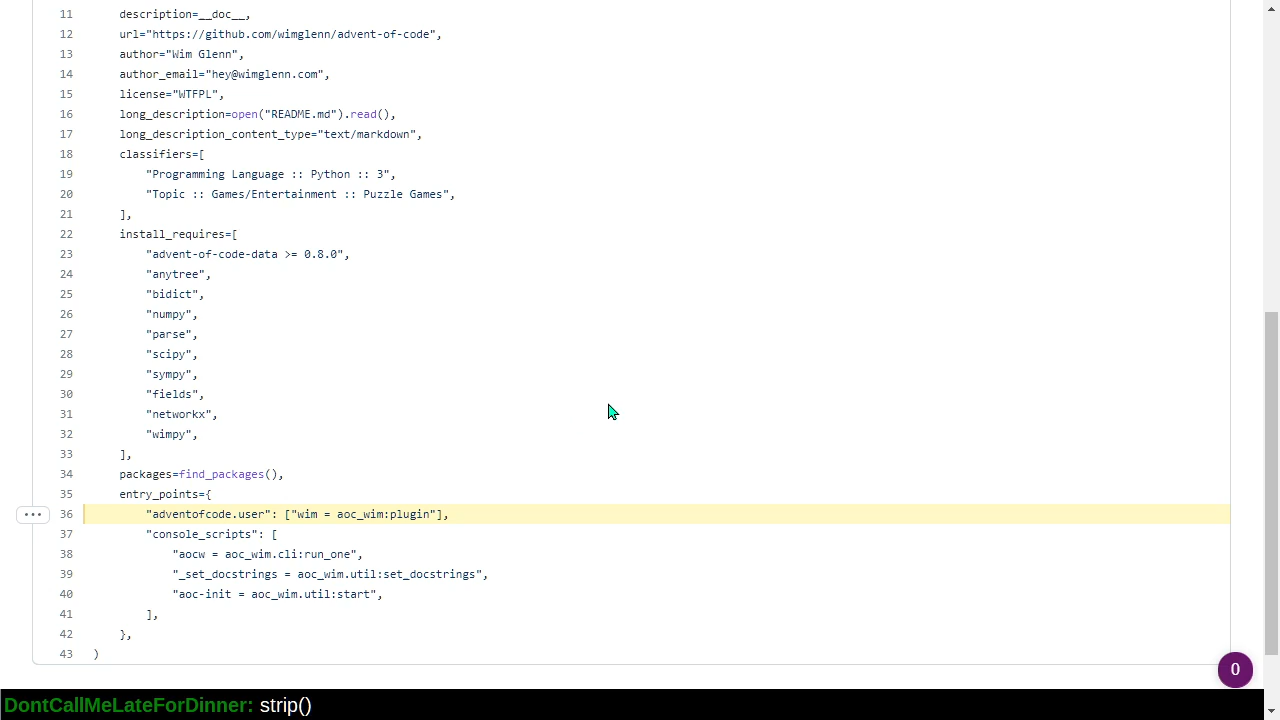 11 description=__doc__,
12 url="https://github.com/wimglenn/advent-of-code",
13 author="Wim Glenn",
14 author_email="hey@wimglenn.com",
15 license="WTFPL",
16 long_description=open("README.md").read(),
17 long_description_content_type="text/markdown",
18 classifiers=[
19 "Programming Language :: Python :: 3",
20 "Topic :: Games/Entertainment :: Puzzle Games",
21 ],
22 install_requires=[
23 "advent-of-code-data >= 0.8.0",
24 "anytree",
25 "bidict",
26 "numpy",
27 "parse",
28 "scipy",
29 "sympy",
30 "fields",
31 "networkx",
32 "wimpy",
33 ],
34 packages=find_packages(),
35 entry_points={
36 "adventofcode.user": ["wim = aoc_wim:plugin"],
37 "console_scripts": [
38 "aocw = aoc_wim.cli:run_one",
39 "_set_docstrings = aoc_wim.util:set_docstrings",
40 "aoc-init = aoc_wim.util:start",
41 ],
42 },
43 )
0
DontCallMeLateForDinner: strip()